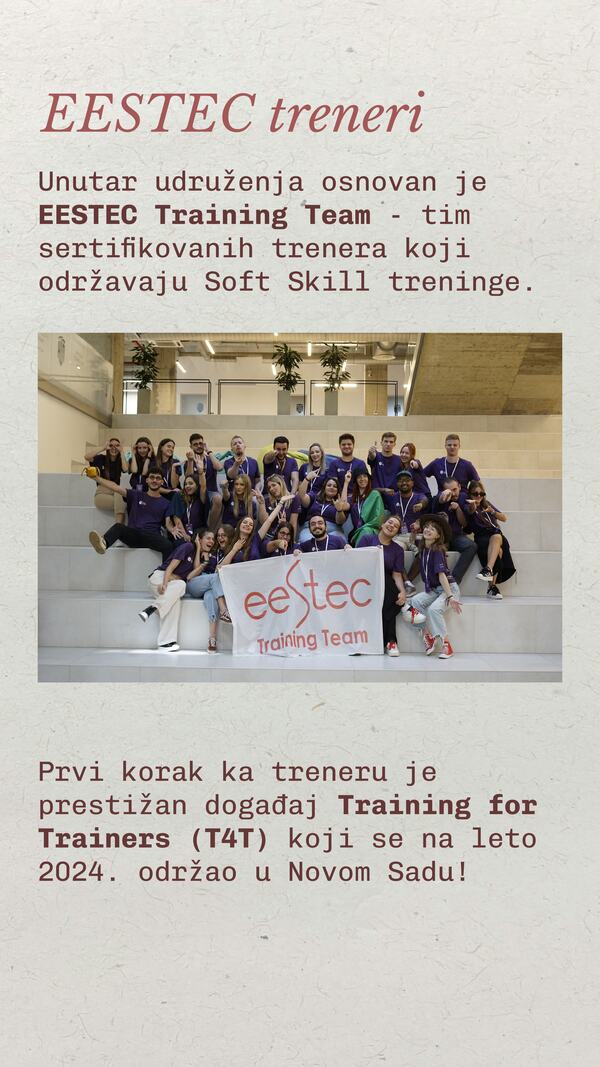 EESTEC treneri
Unutar udruženja osnovan je
EESTEC Training Team - tim
sertifikovanih trenera koji
održavaju Soft Skill treninge.
eestec
Training Team
Prvi korak ka treneru je
prestižan događaj Training for
Trainers (T4T) koji se na leto
2024. održao u Novom Sadu!